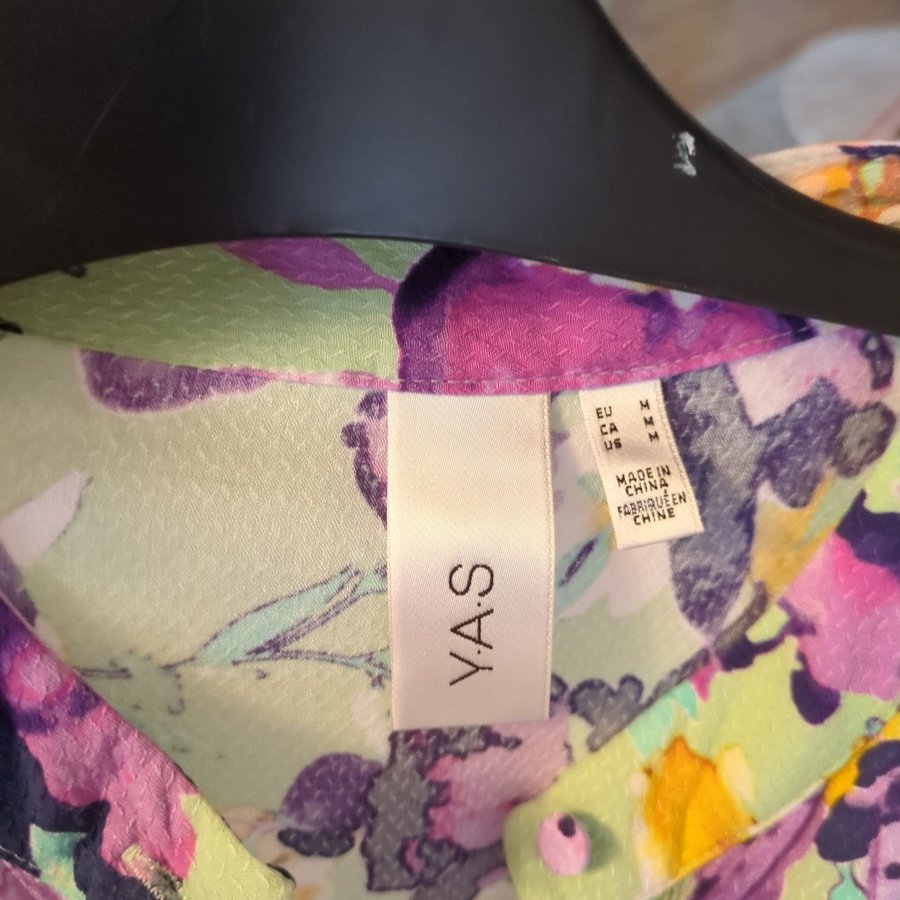 Y.A.S
EU M
CA M
US M
MADE IN
CHINA
FABRIQUÉ EN
CHINE